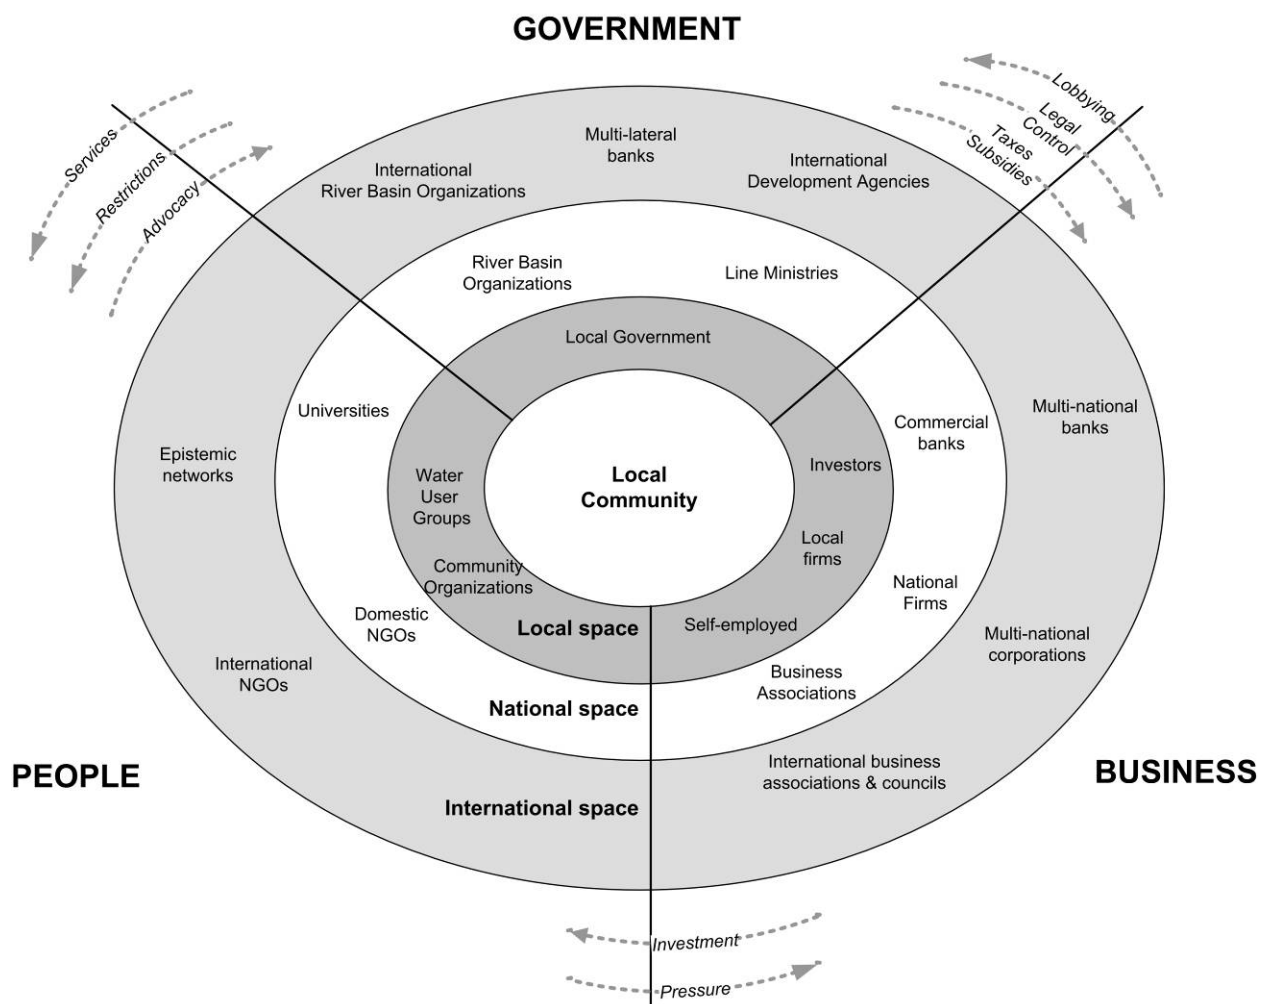 GOVERNMENT
Services
Restrictions
Advocacy
Lobbying
Legal
Control
Taxes
Subsidies
Multi-lateral
banks
International
River Basin Organizations
International
Development Agencies
River Basin
Organizations
Line Ministries
Local Government
Universities
Epistemic
networks
Water
User
Groups
Community
Organizations
Domestic
NGOs
International
NGOs
Local
Community
Investors
Local
firms
Self-employed
Commercial
banks
National
Firms
Business
Associations
Multi-national
banks
Multi-national
corporations
International business
associations & councils
Local space
National space
International space
PEOPLE
BUSINESS
Investment
Pressure